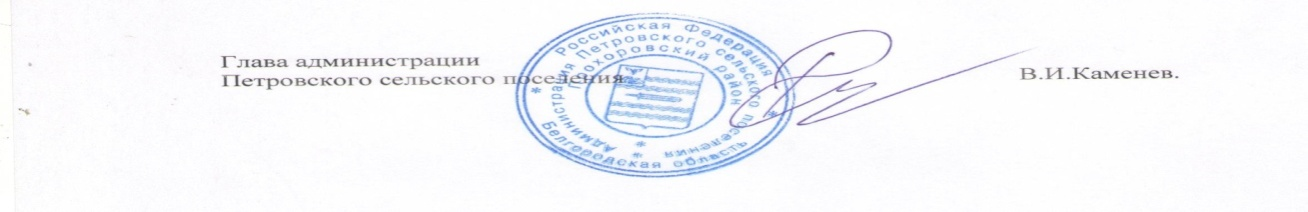 Глава администрации
Петровского сельского поселения
В.И.Каменев.
Российская Федерация
Белгородская область
Администрация Петровского сельского поселения
Прохоровский район